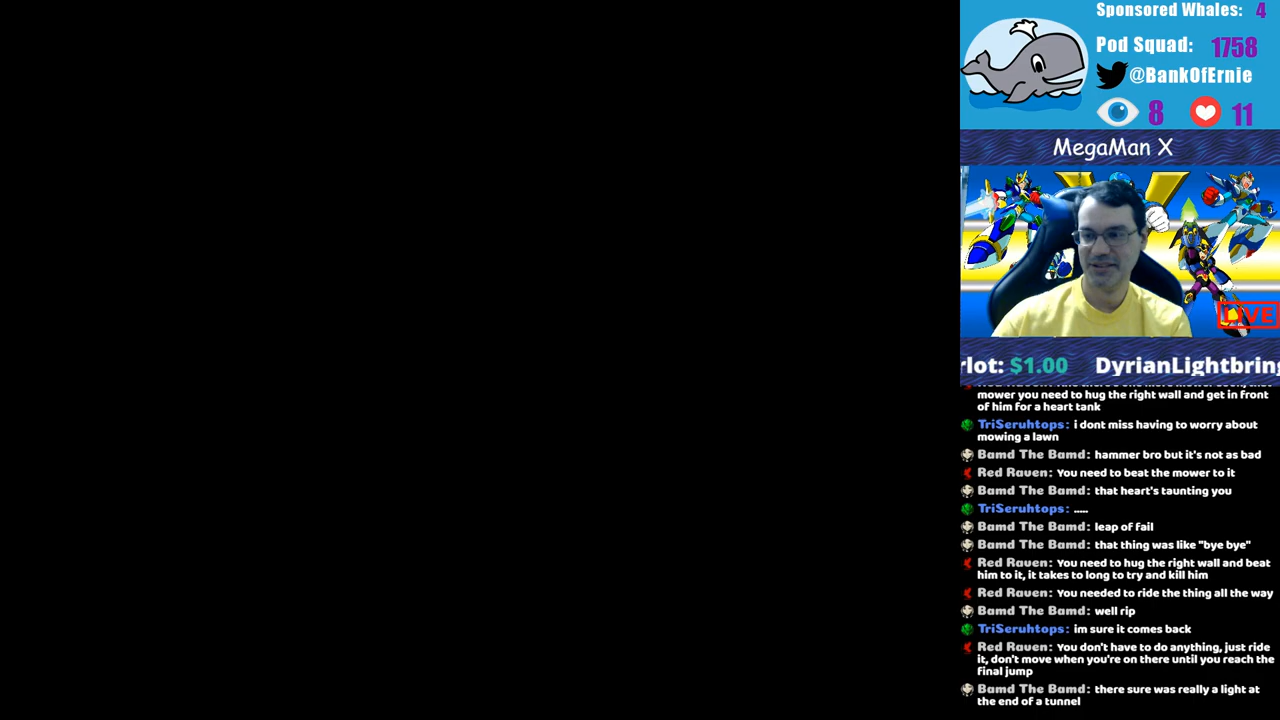 Sponsored Whales: 4
Pod Squad: 1758
@BankOfErnie
8 11
MegaMan X
LIVE
rlot: $1.00 DyrianLightbring
mower you need to hug the right wall and get in front
of him for a heart tank
TriSeruhtops: i dont miss having to worry about
mowing a lawn
Bamd The Bamd: hammer bro but it's not as bad
Red Raven: You need to beat the mower to it
Bamd The Bamd: that heart's taunting you
TriSeruhtops: .....
Bamd The Bamd: leap of fail
Bamd The Bamd: that thing was like "bye bye"
Red Raven: You need to hug the right wall and beat
him to it, it takes to long to try and kill him
Red Raven: You needed to ride the thing all the way
Bamd The Bamd: well rip
TriSeruhtops: im sure it comes back
Red Raven: You don't have to do anything, just ride
it, don't move when you're on there until you reach the
final jump
Bamd The Bamd: there sure was really a light at
the end of a tunnel